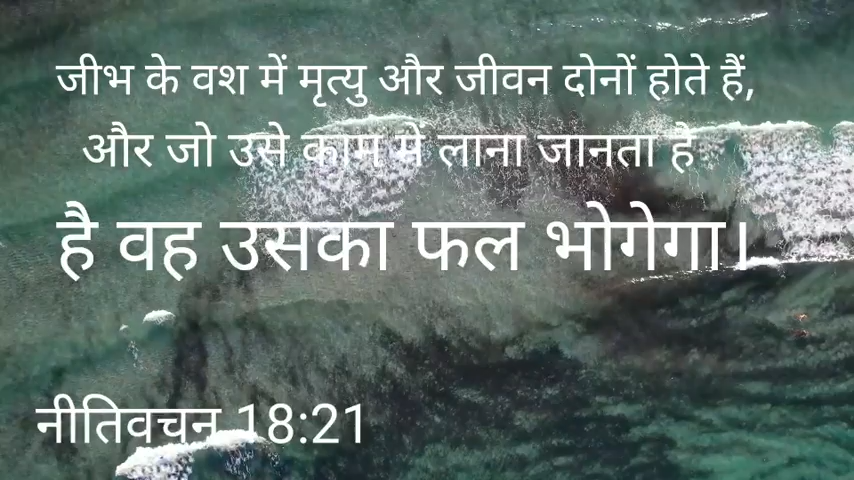 जीभ के वश में मृत्यु और जीवन दोनों होते हैं,
और जो उसे काम मे लाना जानता हे
है वह उसका फल भोगेगा।
नीतिवचन 18:21